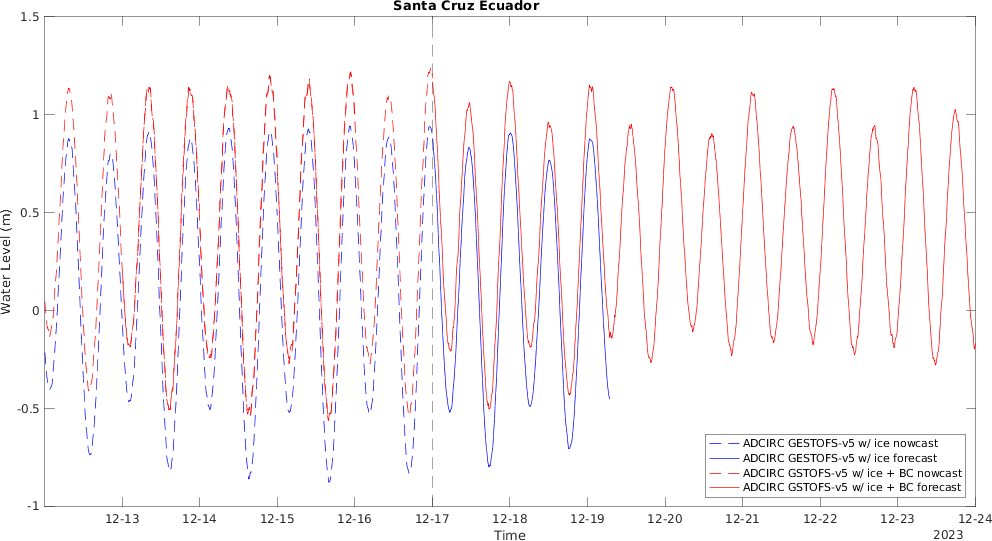 Santa Cruz Ecuador
1.5
1
0.5
0
-0.5
-1
Water Level (m)
ADCIRC GESTOFS-v5 w/ ice nowcast
ADCIRC GESTOFS-v5 w/ ice forecast
ADCIRC GSTOFS-v5 w/ ice + BC nowcast
ADCIRC GSTOFS-v5 w/ ice + BC forecast
12-13 12-14 12-15 12-16 12-17 12-18 12-19 12-20 12-21 12-22 12-23 12-24
Time
2023